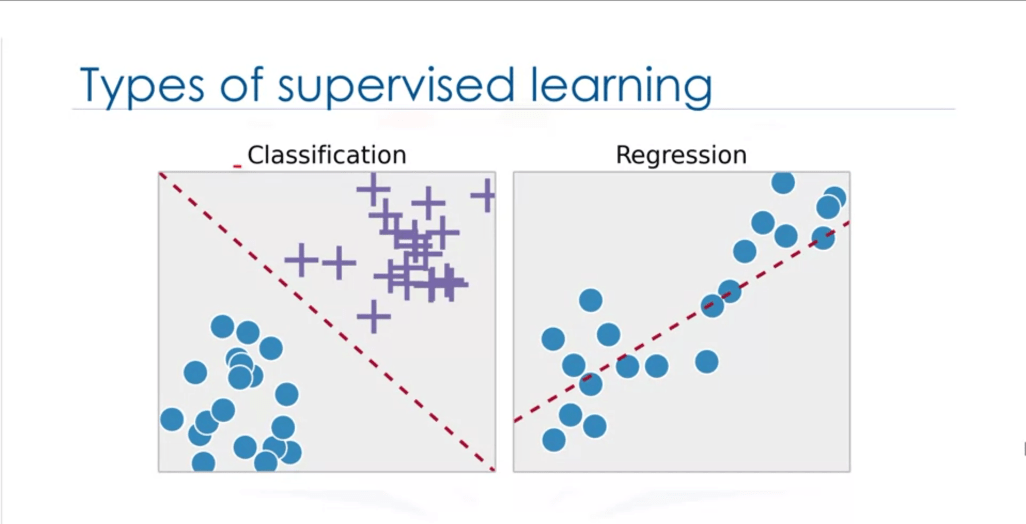 Types of supervised learning
Classification
Regression